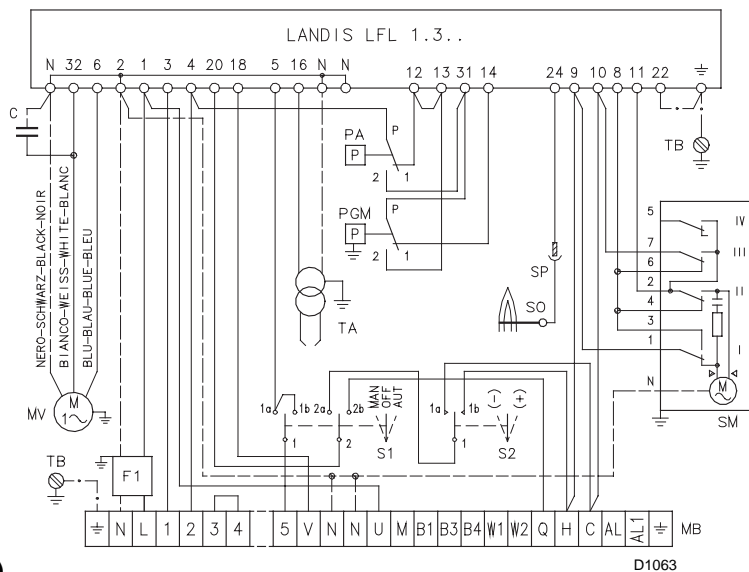 LANDIS LFL 1.3..
N 32 6 2 1 3 4 20 18 5 16 N N 12 13 31 14 24 9 10 8 11 22
C
PA
P
P
2 1
TB
PGM
P
P
2 1
NERO-SCHWARZ-BLACK-NOIR
BIANCO-WEISS-WHITE-BLANC
BLU-BLAU-BLUE-BLEU
5
IV
7
III
6
2
II
4
3
1
I
SP
SO
TA
N
M
SM
M
1
MV
1a 1b 2a 2b
MAN
OFF
AUT
1a 1b
(-) (+)
1 2 S1
1 S2
TB
F1
N L 1 2 3 4 5 V N N U M B1 B3 B4 W1 W2 Q H C AL AL1 MB
D1063